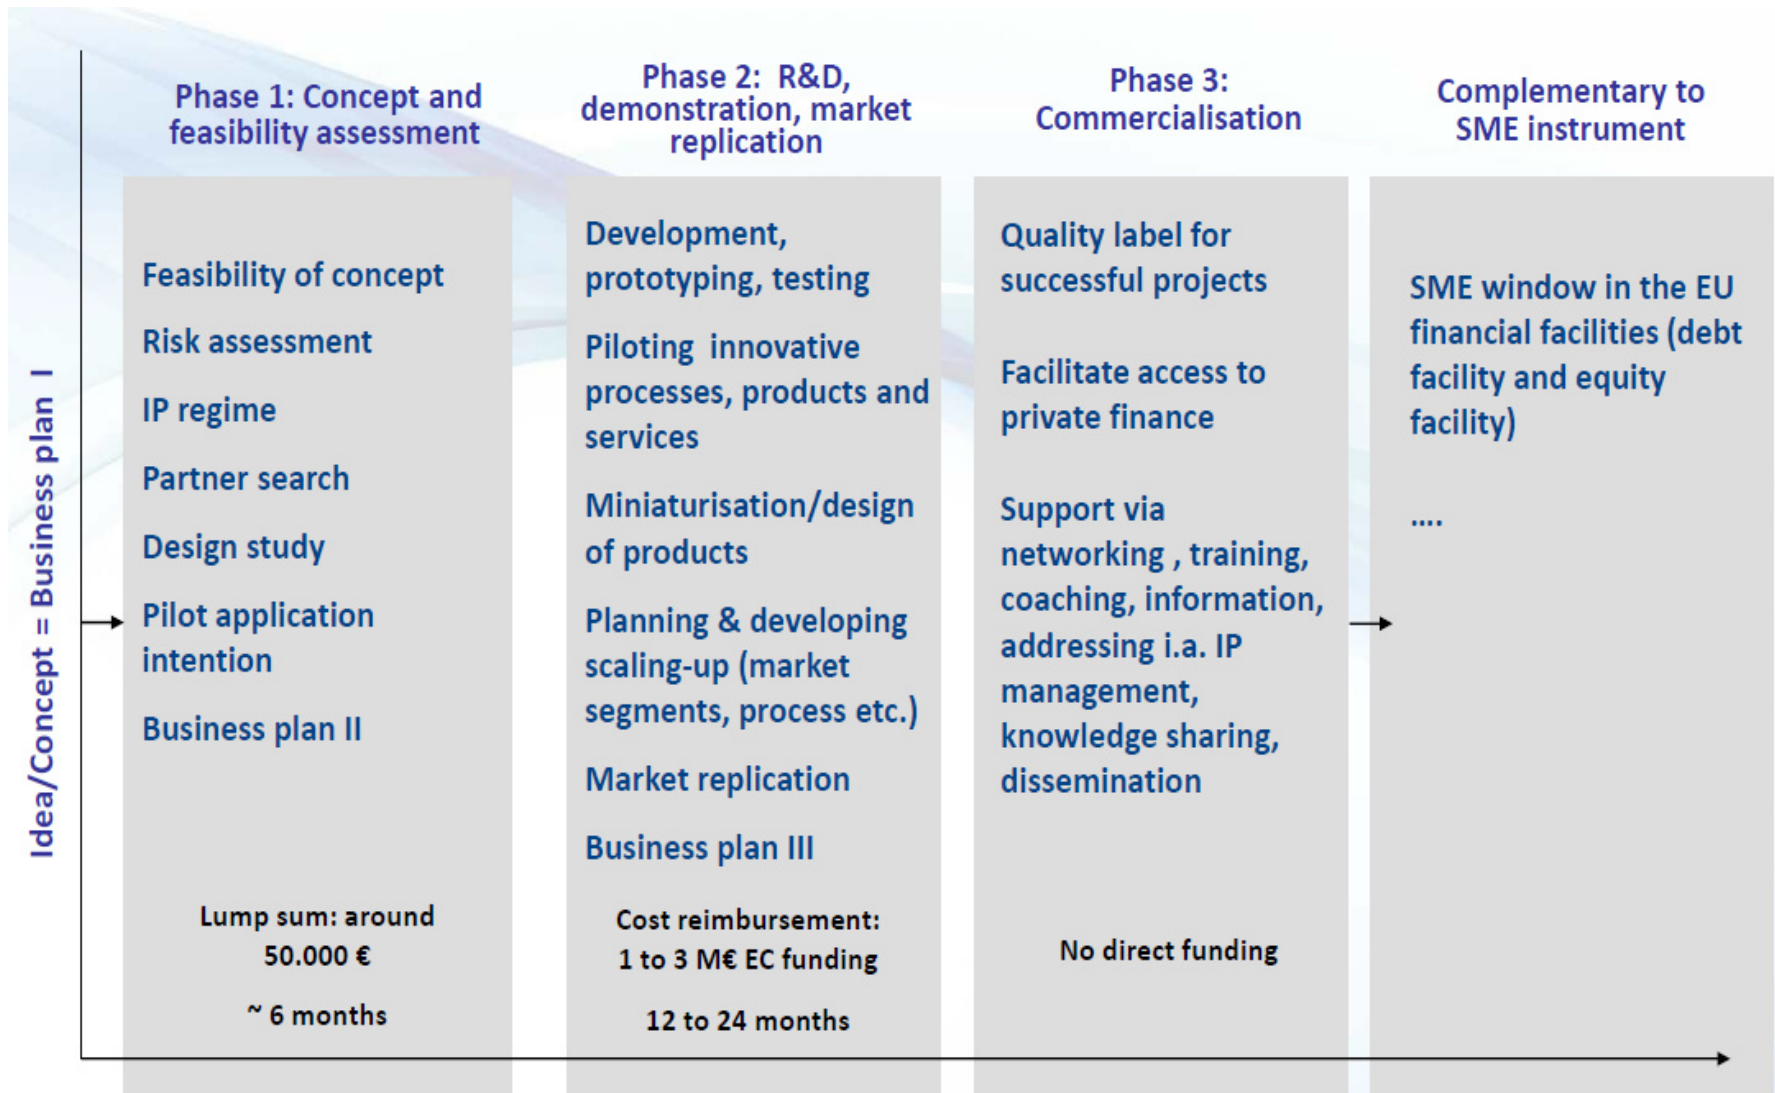 Idea/Concept = Business plan I
Phase 1: Concept and
feasibility assessment
Feasibility of concept
Risk assessment
IP regime
Partner search
Design study
Pilot application
intention
Business plan II
Lump sum: around
50.000 €
~ 6 months
Phase 2: R&D,
demonstration, market
replication
Development,
prototyping, testing
Piloting innovative
processes, products and
services
Miniaturisation/design
of products
Planning & developing
scaling-up (market
segments, process etc.)
Market replication
Business plan III
Cost reimbursement:
1 to 3 M€ EC funding
12 to 24 months
Phase 3:
Commercialisation
Quality label for
successful projects
Facilitate access to
private finance
Support via
networking , training,
coaching, information,
addressing i.a. IP
management,
knowledge sharing,
dissemination
No direct funding
Complementary to
SME instrument
SME window in the EU
financial facilities (debt
facility and equity
facility)
....